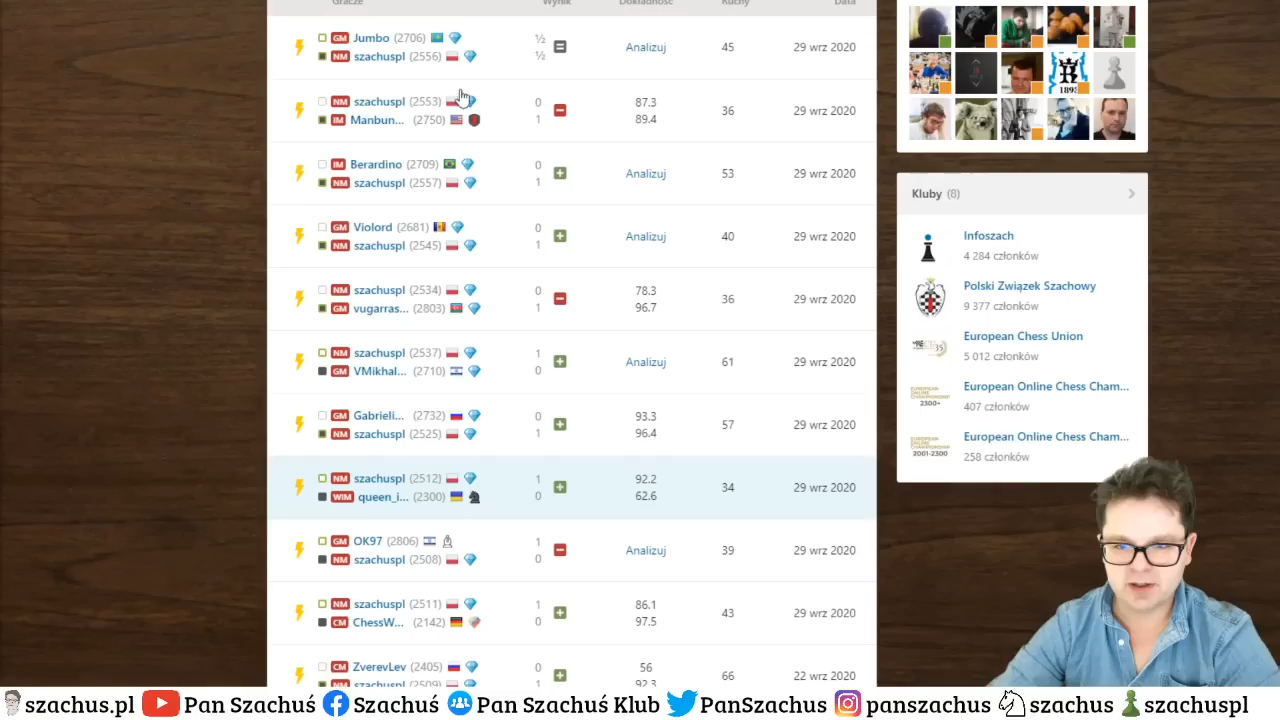 Gracze Wynik Dokładność Ruchy Data
GM Jumbo (2706) ½
szachuspl (2556) ½ Analizuj 45 29 wrz 2020
NM szachuspl (2553) 0 87.3
IM Manbun... (2750) 1 89.4 36 29 wrz 2020
IM Berardino (2709) 0
NM szachuspl (2557) 1 Analizuj 53 29 wrz 2020
GM Violord (2681) 0
NM szachuspl (2545) 1 Analizuj 40 29 wrz 2020
NM szachuspl (2534) 0 78.3
GM vugarras... (2803) 1 96.7 36 29 wrz 2020
NM szachuspl (2537) 1
GM VMikhal... (2710) 0 Analizuj 61 29 wrz 2020
GM Gabrieli... (2732) 0 93.3
NM szachuspl (2525) 1 96.4 57 29 wrz 2020
NM szachuspl (2512) 1 92.2
WIM queen_i... (2300) 0 62.6 34 29 wrz 2020
GM OK97 (2806) 1
NM szachuspl (2508) 0 Analizuj 39 29 wrz 2020
NM szachuspl (2511) 1 86.1
CM ChessW... (2142) 0 97.5 43 29 wrz 2020
CM ZverevLev (2405) 0 56
NM szachuspl (2509) 1 92.3 66 22 wrz 2020
Kluby (8)
Infoszach
4 284 członków
Polski Związek Szachowy
9 377 członków
European Chess Union
5 012 członków
European Online Chess Cham...
407 członków
2300+
European Online Chess Cham...
258 członków
2001-2300
szachus.pl Pan Szachuś Szachuś Pan Szachuś Klub PanSzachus panszachus szachus szachuspl